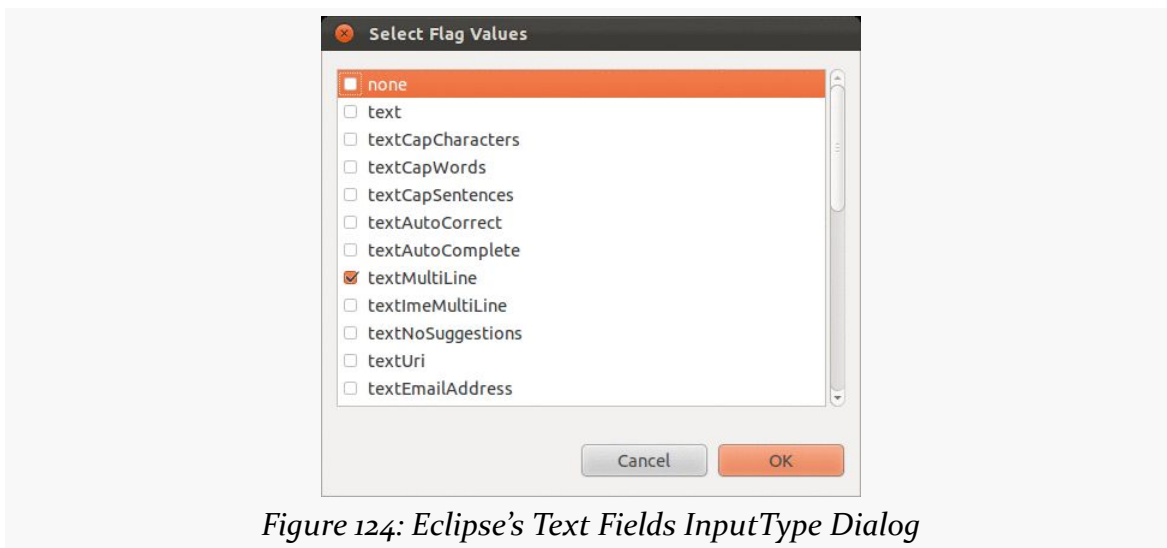 Select Flag Values
none
text
textCapCharacters
textCapWords
textCapSentences
textAutoCorrect
textAutoComplete
textMultiLine
textImeMultiLine
textNoSuggestions
textUri
textEmailAddress
Cancel OK
Figure 124: Eclipse’s Text Fields InputType Dialog